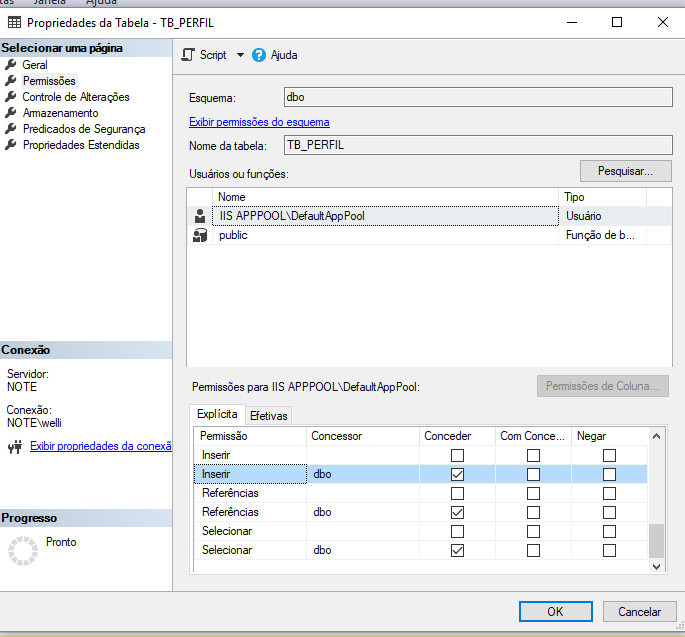 Janela Ajuda
Propriedades da Tabela - TB_PERFIL
Selecionar uma página
Geral
Permissões
Controle de Alterações
Armazenamento
Predicados de Segurança
Propriedades Estendidas
Script Ajuda
Esquema: dbo
Exibir permissões do esquema
Nome da tabela: TB_PERFIL
Usuários ou funções: Pesquisar...
Nome Tipo
IIS APPPOOL\DefaultAppPool Usuário
public Função de b...
Conexão
Servidor:
NOTE
Conexão:
NOTE\welli
Exibir propriedades da conexã
Progresso
Pronto
Permissões para IIS APPPOOL\DefaultAppPool: Permissões de Coluna...
Explícita Efetivas
Permissão Concessor Conceder Com Conce... Negar
Inserir
Inserir dbo
Referências
Referências dbo
Selecionar
Selecionar dbo
OK Cancelar